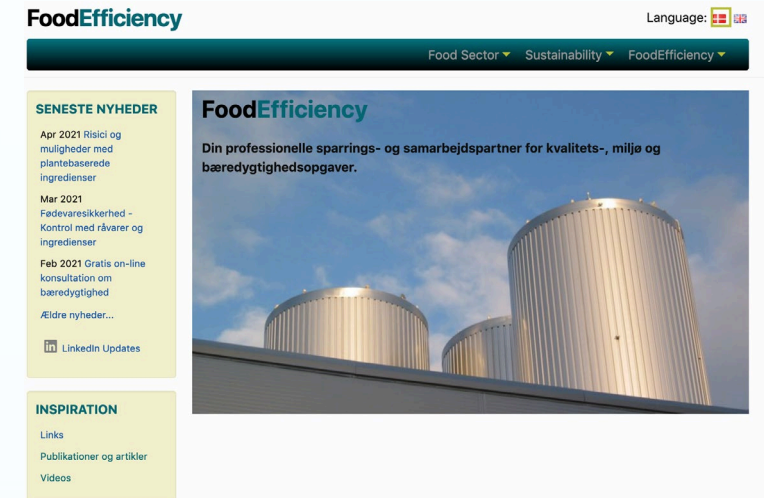 FoodEfficiency
Language:
Food Sector
Sustainability
FoodEfficiency
SENESTE NYHEDER
Apr 2021 Risici og
muligheder med
plantebaserede
ingredienser
Mar 2021
Fødevaresikkerhed -
Kontrol med råvarer og
ingredienser
Feb 2021 Gratis on-line
konsultation om
bæredygtighed
Ældre nyheder...
in LinkedIn Updates
INSPIRATION
Links
Publikationer og artikler
Videos
FoodEfficiency
Din professionelle sparrings- og samarbejdspartner for kvalitets-, miljø og
bæredygtighedsopgaver.